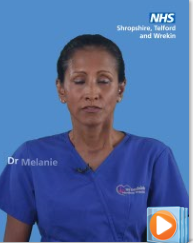 NHS
Shropshire, Telford
and Wrekin
Dr Melanie